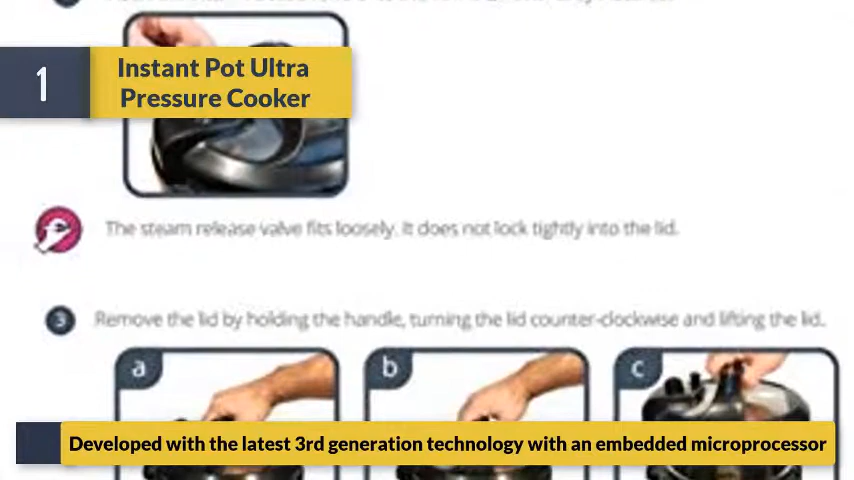 1
Instant Pot Ultra
Pressure Cooker
The steam release valve fits loosely. It does not lock tightly into the lid.
3
Remove the lid by holding the handle, turning the lid counter-clockwise and lifting the lid.
a
b
c
Developed with the latest 3rd generation technology with an embedded microprocessor